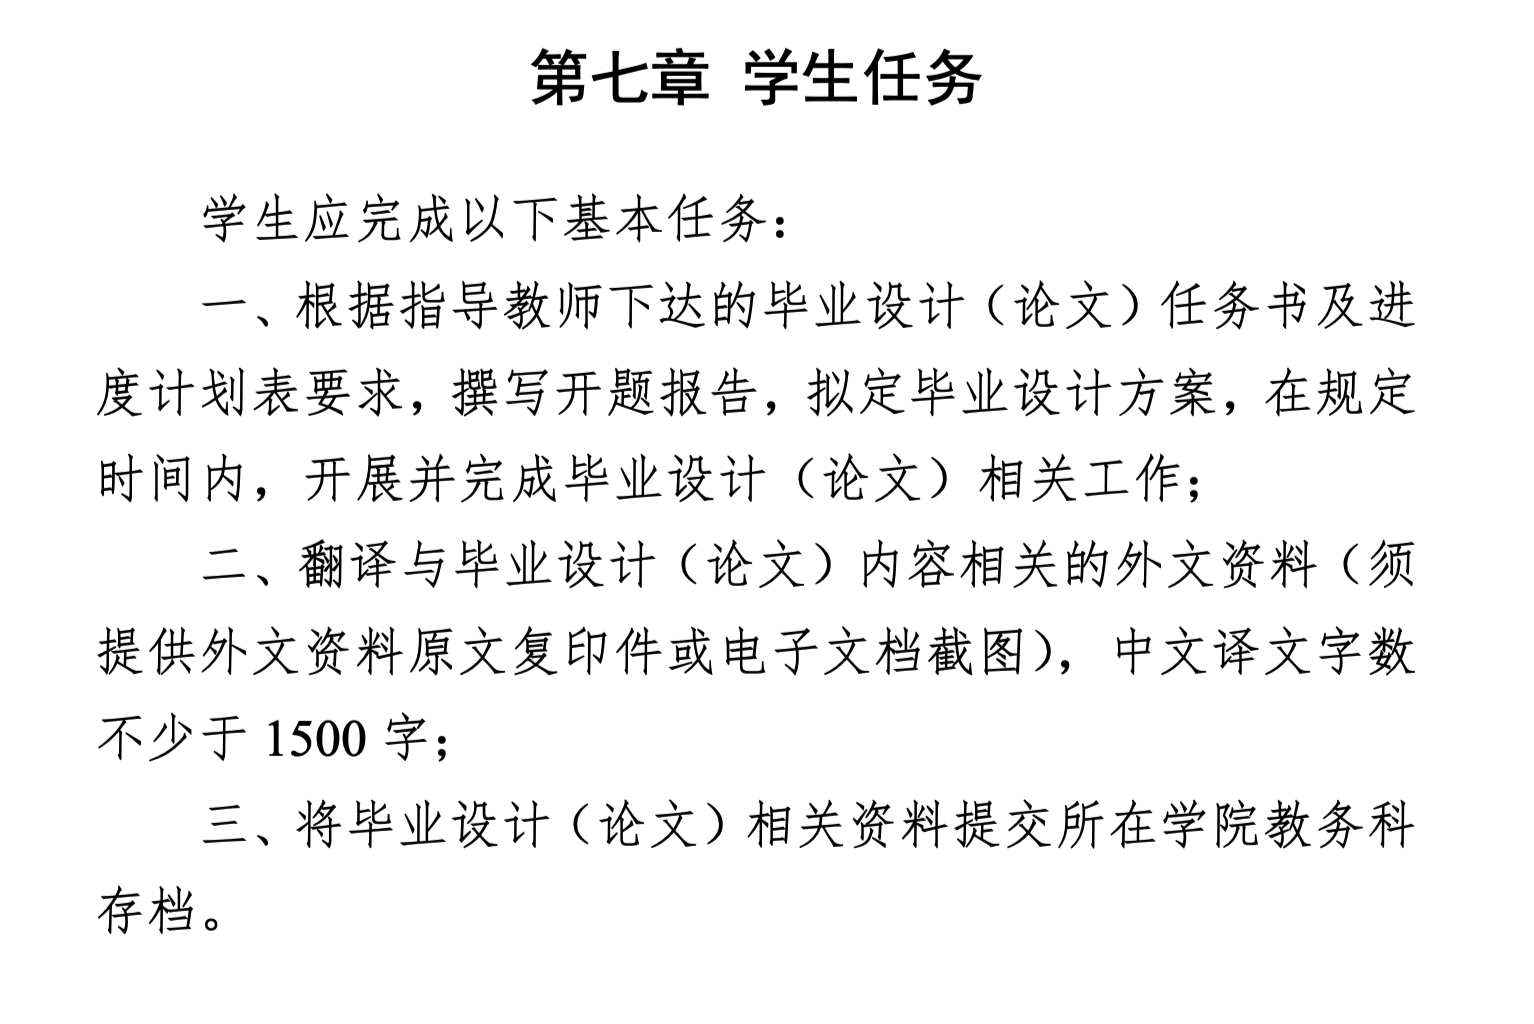 第七章 学生任务
学生应完成以下基本任务：
一、根据指导教师下达的毕业设计（论文）任务书及进
度计划表要求，撰写开题报告，拟定毕业设计方案，在规定
时间内，开展并完成毕业设计（论文）相关工作；
二、翻译与毕业设计（论文）内容相关的外文资料（须
提供外文资料原文复印件或电子文档截图），中文译文字数
不少于 1500 字；
三、将毕业设计（论文）相关资料提交所在学院教务科
存档。